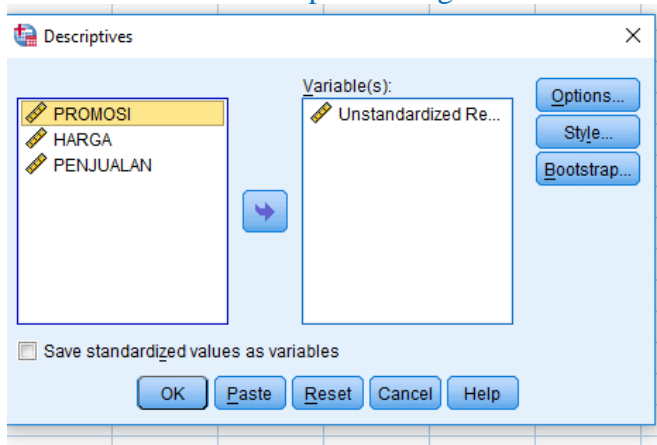 Descriptives
Variable(s):
PROMOSI
HARGA
PENJUALAN
Unstandardized Re...
Options...
Style...
Bootstrap...
Save standardized values as variables
OK Paste Reset Cancel Help